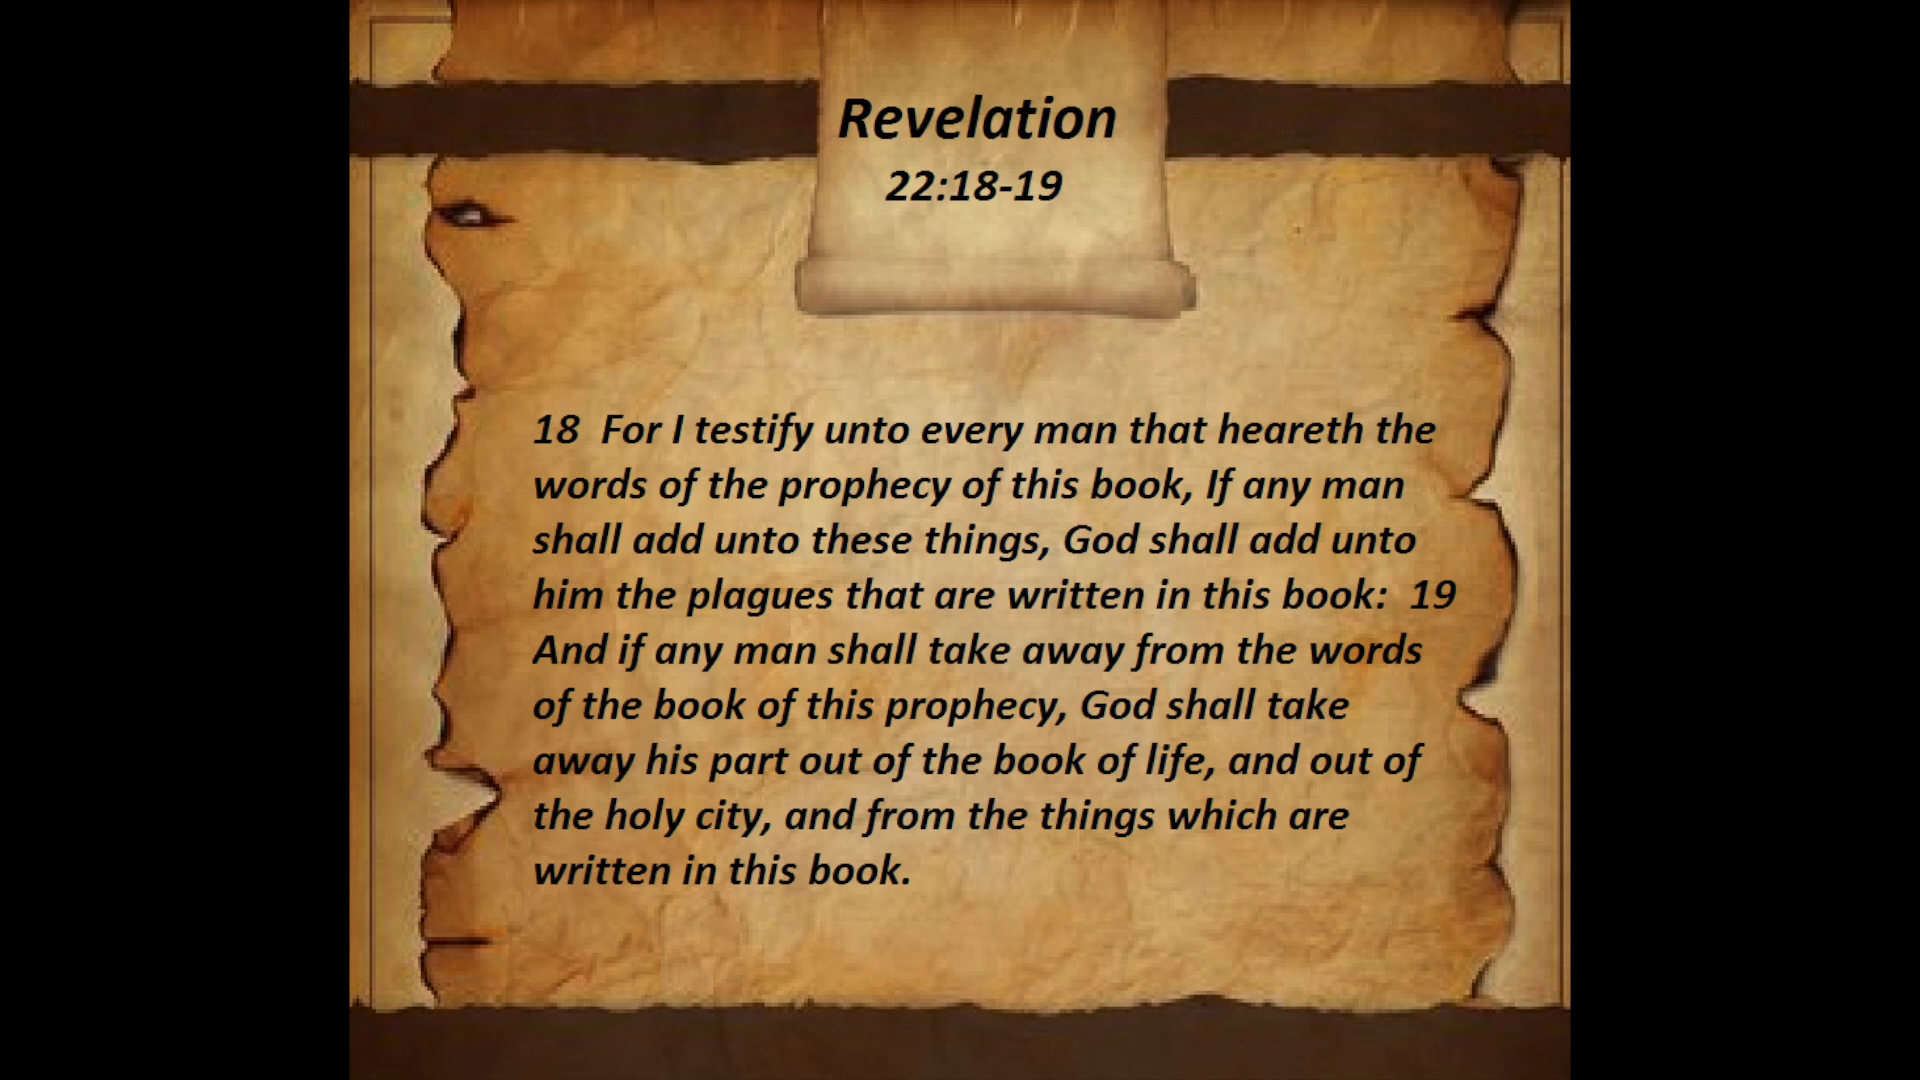 Revelation
22:18-19
18  For I testify unto every man that heareth the
words of the prophecy of this book, If any man
shall add unto these things, God shall add unto
him the plagues that are written in this book:  19
And if any man shall take away from the words
of the book of this prophecy, God shall take
away his part out of the book of life, and out of
the holy city, and from the things which are
written in this book.